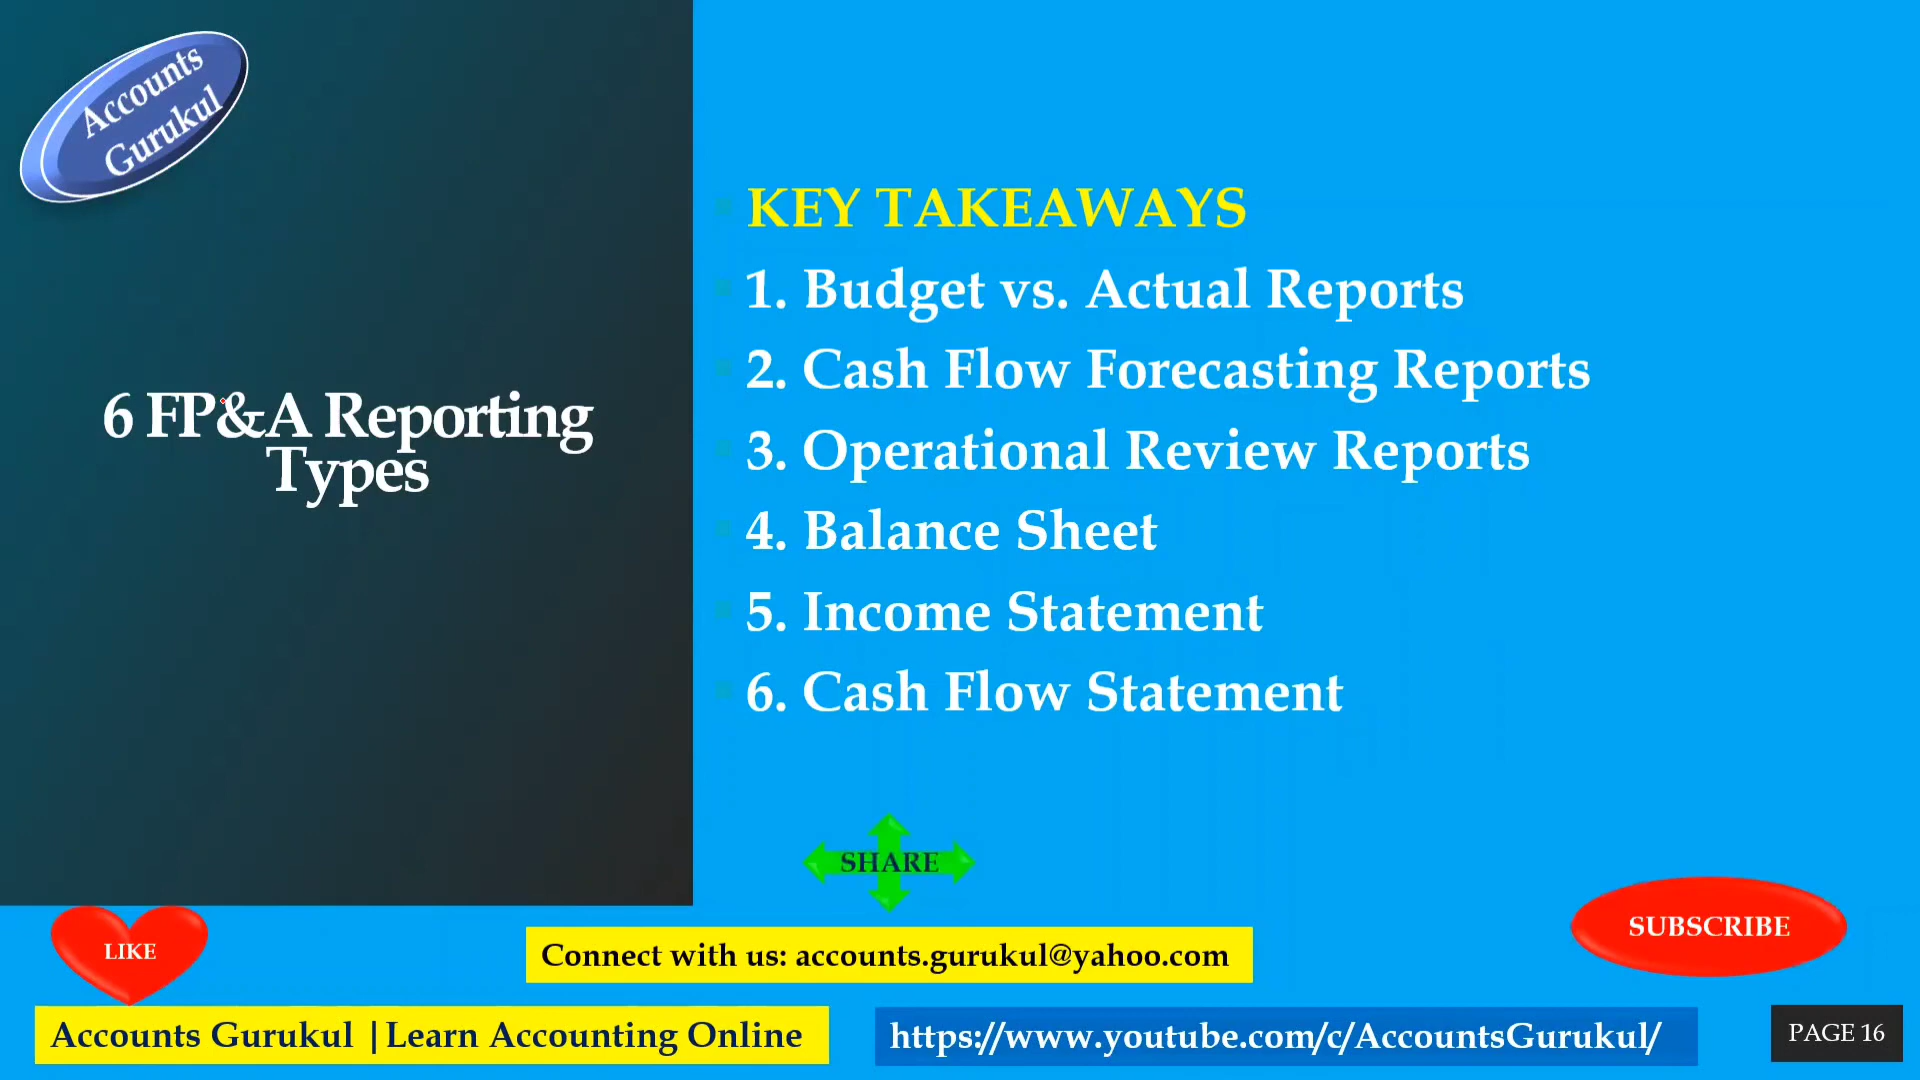 Accounts
Gurukul
6 FP&A Reporting
Types
KEY TAKEAWAYS
1. Budget vs. Actual Reports
2. Cash Flow Forecasting Reports
3. Operational Review Reports
4. Balance Sheet
5. Income Statement
6. Cash Flow Statement
SHARE
LIKE
SUBSCRIBE
Connect with us: accounts.gurukul@yahoo.com
Accounts Gurukul | Learn Accounting Online
https://www.youtube.com/c/AccountsGurukul/
PAGE 16